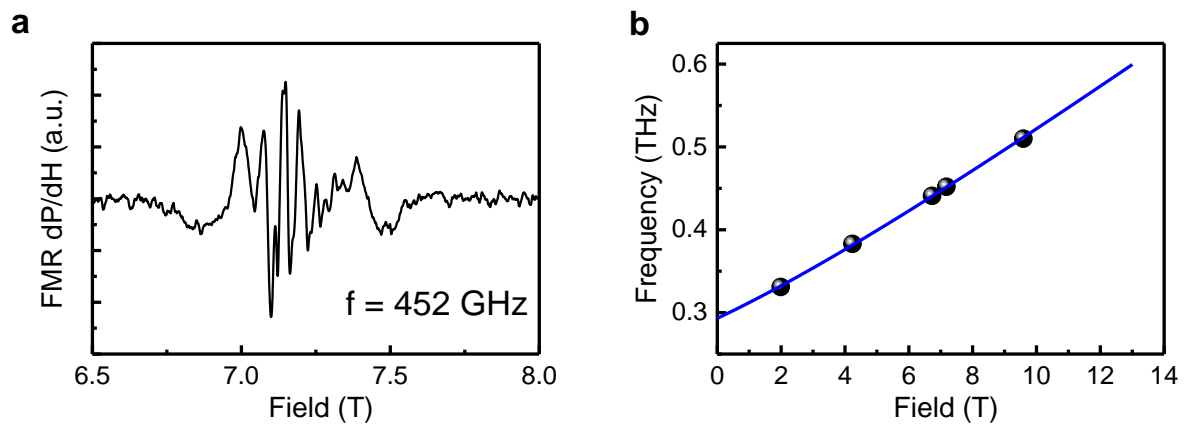 a
FMR dP/dH (a.u.)
f = 452 GHz
6.5 7.0 7.5 8.0
Field (T)
b
Frequency (THz)
0.6
0.5
0.4
0.3
0 2 4 6 8 10 12 14
Field (T)